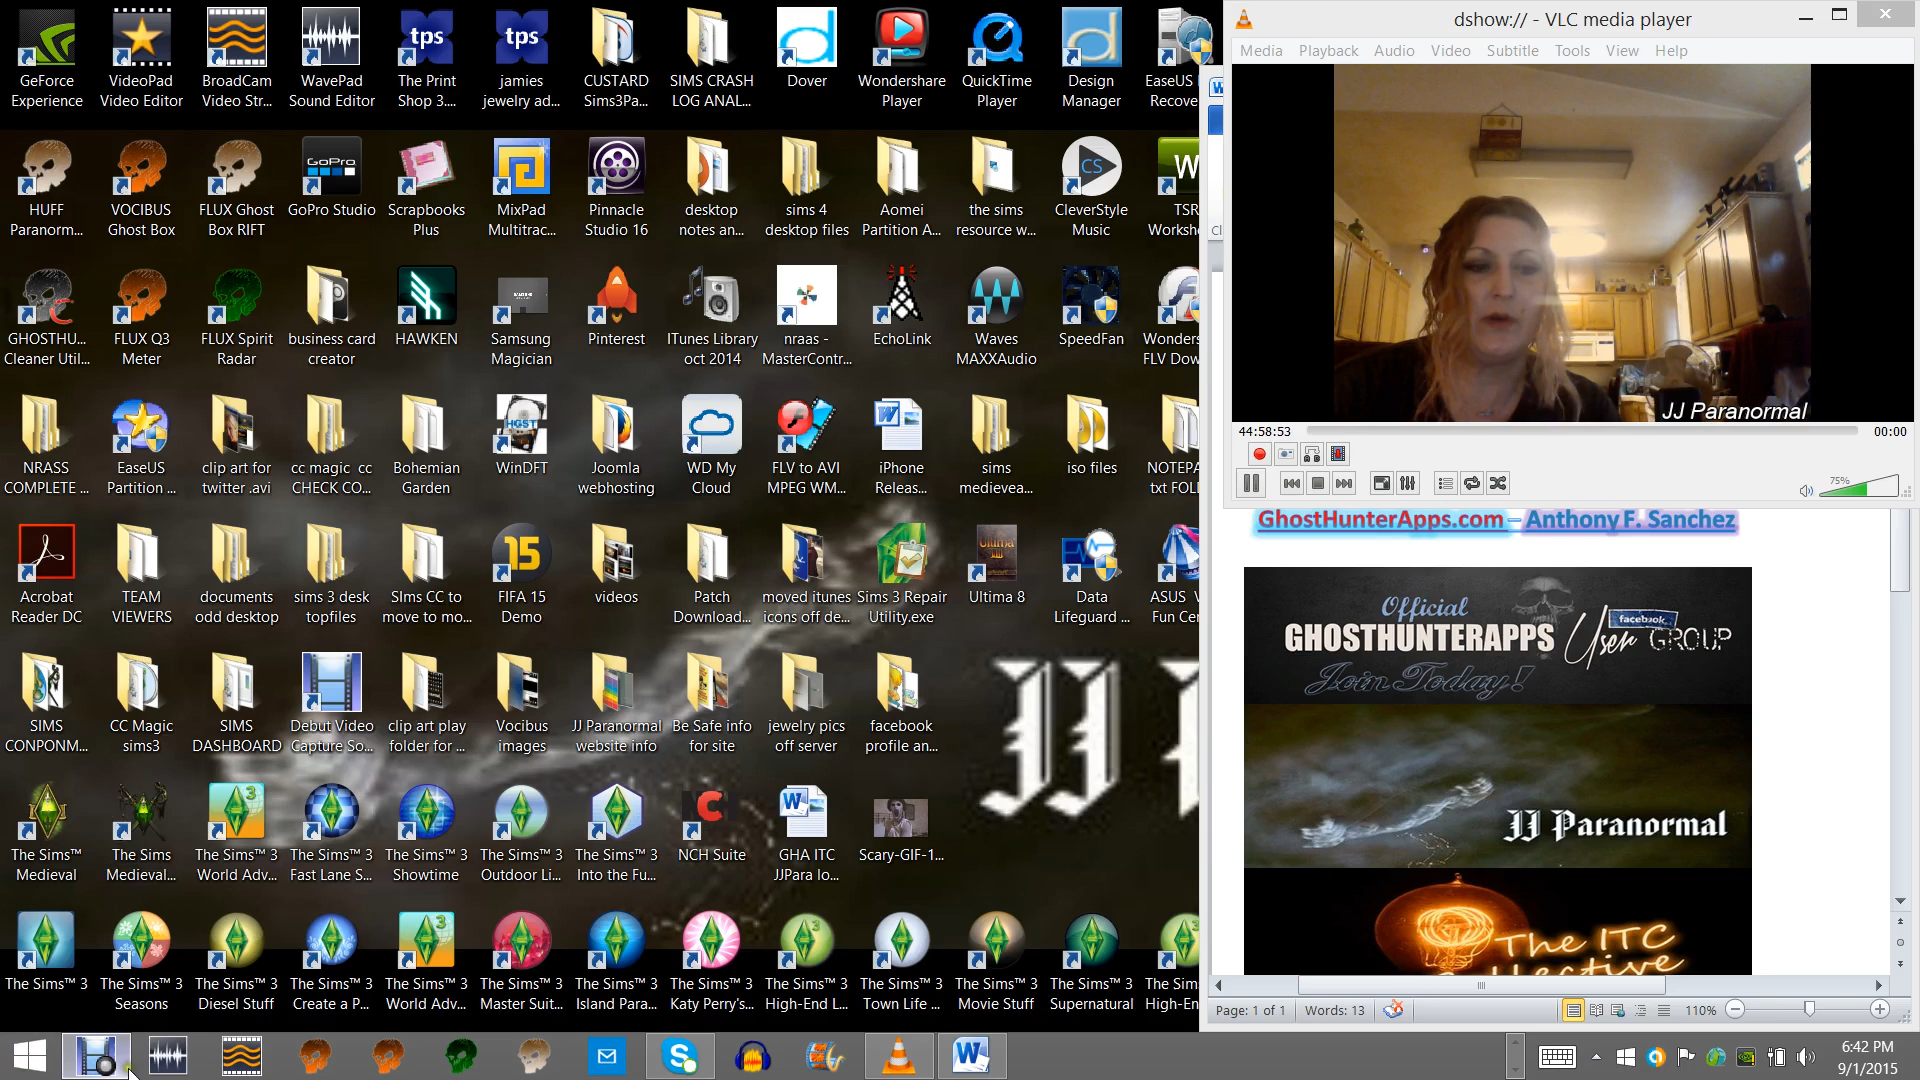 GeForce Experience
VideoPad Video Editor
BroadCam Video Str...
WavePad Sound Editor
The Print Shop 3....
jamies jewelry ad...
CUSTARD Sims3Pa...
SIMS CRASH LOG ANAL...
Dover
Wondershare Player
QuickTime Player
Design Manager
EaseUS
Recove
tps
tps
HUFF Paranorm...
VOCIBUS Ghost Box
FLUX Ghost Box RIFT
GoPro
GoPro Studio
Scrapbooks Plus
MixPad Multitrac...
Pinnacle Studio 16
desktop notes an...
sims 4 desktop files
Aomei Partition A...
the sims resource w...
CS
CleverStyle Music
W
TSR
Worksh
GHOSTHU... Cleaner Util...
FLUX Q3 Meter
FLUX Spirit Radar
business card creator
HAWKEN
Samsung Magician
Pinterest
ITunes Library oct 2014
nraas - MasterContr...
EchoLink
Waves MAXXAudio
SpeedFan
Wonders
FLV Dow
NRASS COMPLETE ...
EaseUS Partition ...
clip art for twitter .avi
cc magic cc CHECK CO...
Bohemian Garden
HGST
WinDFT
Joomla webhosting
WD My Cloud
FLV to AVI MPEG WM...
iPhone Releas...
sims medievea...
iso files
NOTEPA
txt FOL
Acrobat Reader DC
TEAM VIEWERS
documents odd desktop
sims 3 desk topfiles
SIms CC to move to mo...
15
FIFA 15 Demo
videos
Patch Download...
moved itunes icons off de...
Sims 3 Repair Utility.exe
Ultima 8
Data Lifeguard ...
ASUS
Fun Cen
SIMS CONPONM...
CC Magic sims3
SIMS DASHBOARD
Debut Video Capture So...
clip art play folder for ...
Vocibus images
JJ Paranormal website info
Be Safe info for site
jewelry pics off server
facebook profile an...
JJ
The Sims™ Medieval
The Sims Medieval...
The Sims™ 3 World Adv...
The Sims™ 3 Fast Lane S...
The Sims™ 3 Showtime
The Sims™ 3 Outdoor Li...
The Sims™ 3 Into the Fu...
NCH Suite
GHA ITC JJPara lo...
Scary-GIF-1...
The Sims™ 3
The Sims™ 3 Seasons
The Sims™ 3 Diesel Stuff
The Sims™ 3 Create a P...
The Sims™ 3 World Adv...
The Sims™ 3 Master Suit...
The Sims™ 3 Island Para...
The Sims™ 3 Katy Perry's...
The Sims™ 3 High-End L...
The Sims™ 3 Town Life ...
The Sims™ 3 Movie Stuff
The Sims™ 3 Supernatural
The Sims
High-En
dshow:// - VLC media player
Media Playback Audio Video Subtitle Tools View Help
JJ Paranormal
44:58:53
00:00
75%
GhostHunterApps.com – Anthony F. Sanchez
Official
GHOSTHUNTERAPPS User facebook GROUP
Join Today!
JJ Paranormal
The ITC
Page: 1 of 1 Words: 13 110%
6:42 PM
9/1/2015